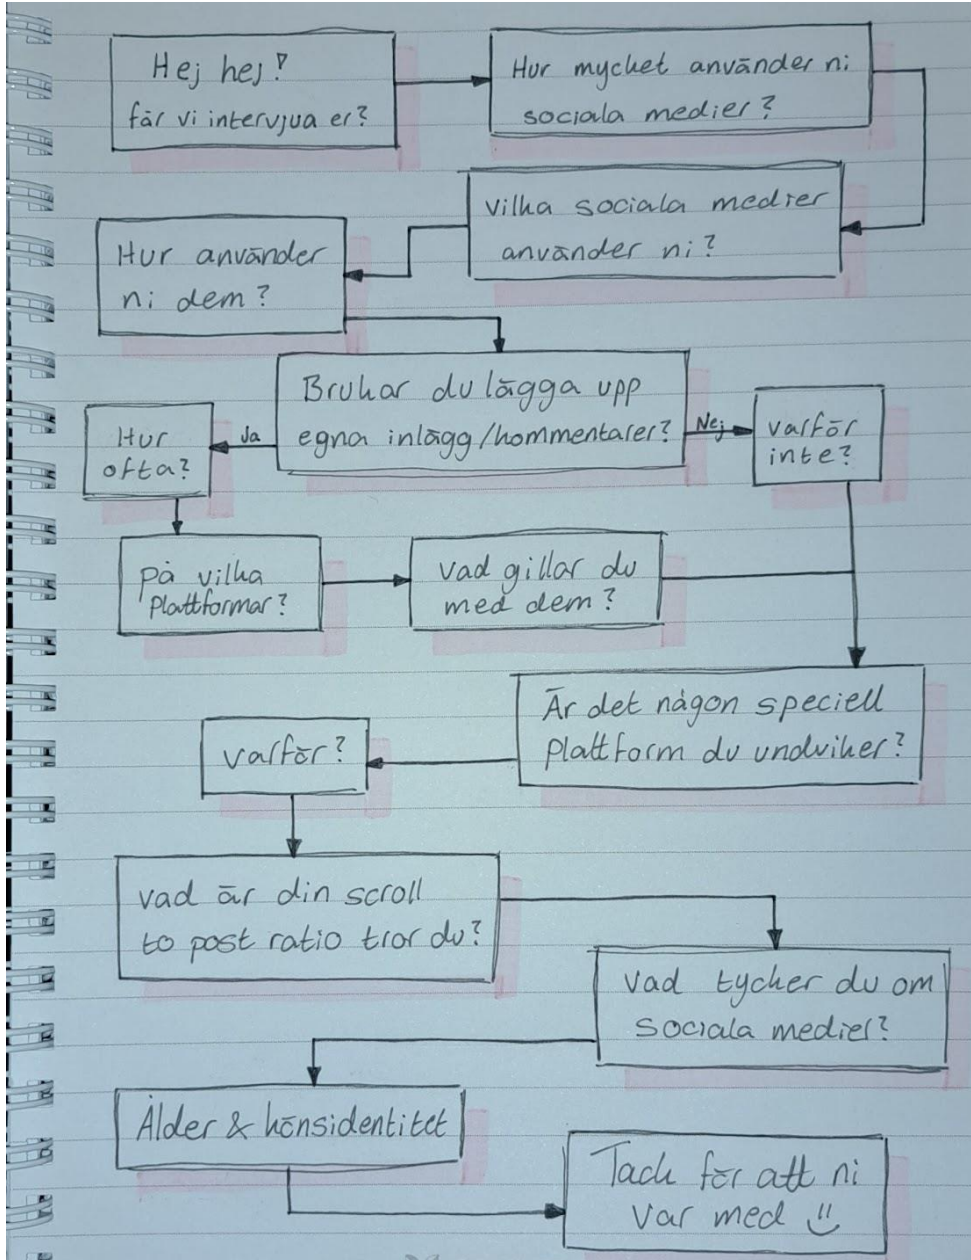 Hej hej!
får vi intervjua er?
Hur mycket använder ni
sociala medier?
vilka sociala medier
använder ni?
Hur använder
ni dem?
Brukar du lägga upp
egna inlägg/kommentarer?
Ja
Nej
Hur
ofta?
varför
inte?
på vilka
plattformar?
vad gillar du
med dem?
Är det någon speciell
plattform du undviker?
varför?
vad är din scroll
to post ratio tror du?
Vad tycker du om
sociala medier?
Ålder & könsidentitet
Tack för att ni
var med